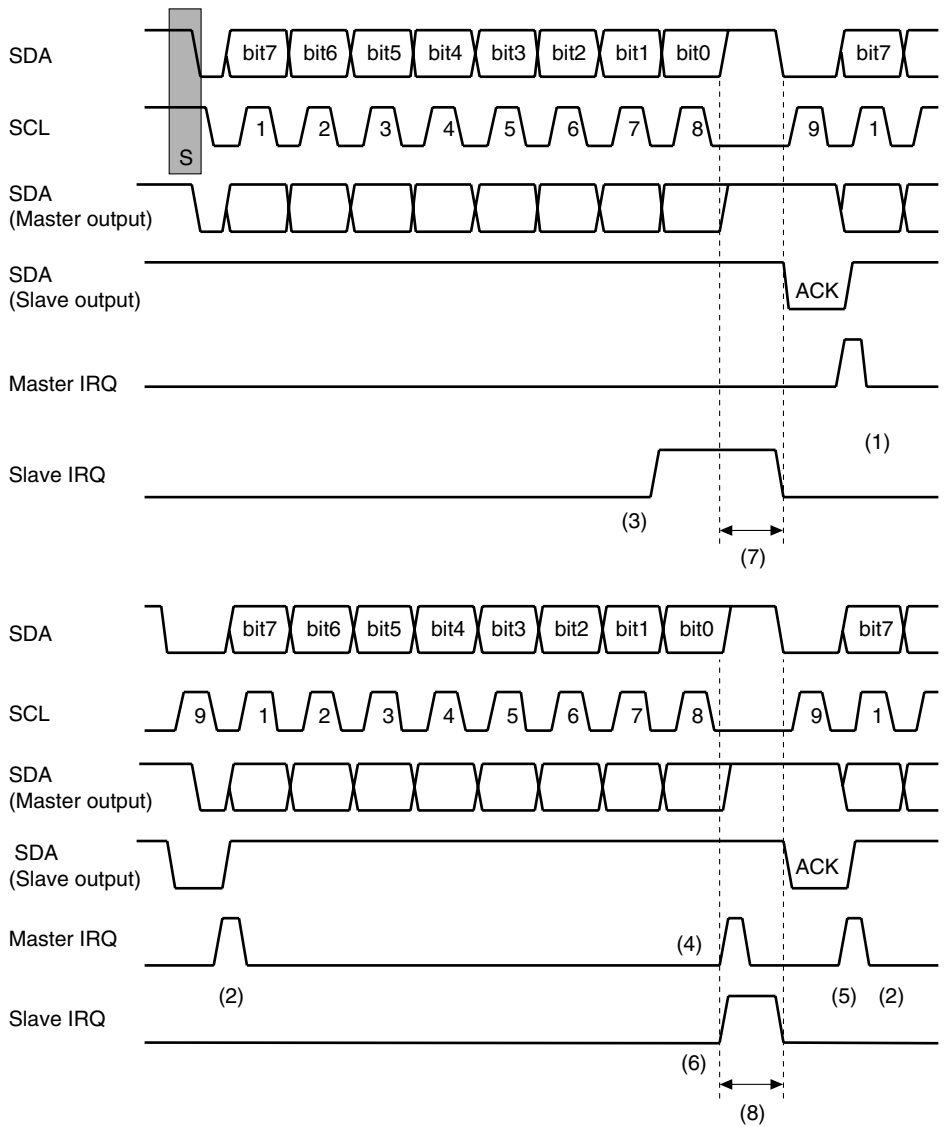 SDA bit7 bit6 bit5 bit4 bit3 bit2 bit1 bit0 bit7
SCL 1 2 3 4 5 6 7 8 9 1
S
SDA
(Master output)
SDA
(Slave output) ACK
Master IRQ
(1)
Slave IRQ
(3)
(7)
SDA bit7 bit6 bit5 bit4 bit3 bit2 bit1 bit0 bit7
SCL 9 1 2 3 4 5 6 7 8 9 1
SDA
(Master output)
SDA
(Slave output) ACK
Master IRQ (4)
(2) (5) (2)
Slave IRQ
(6)
(8)